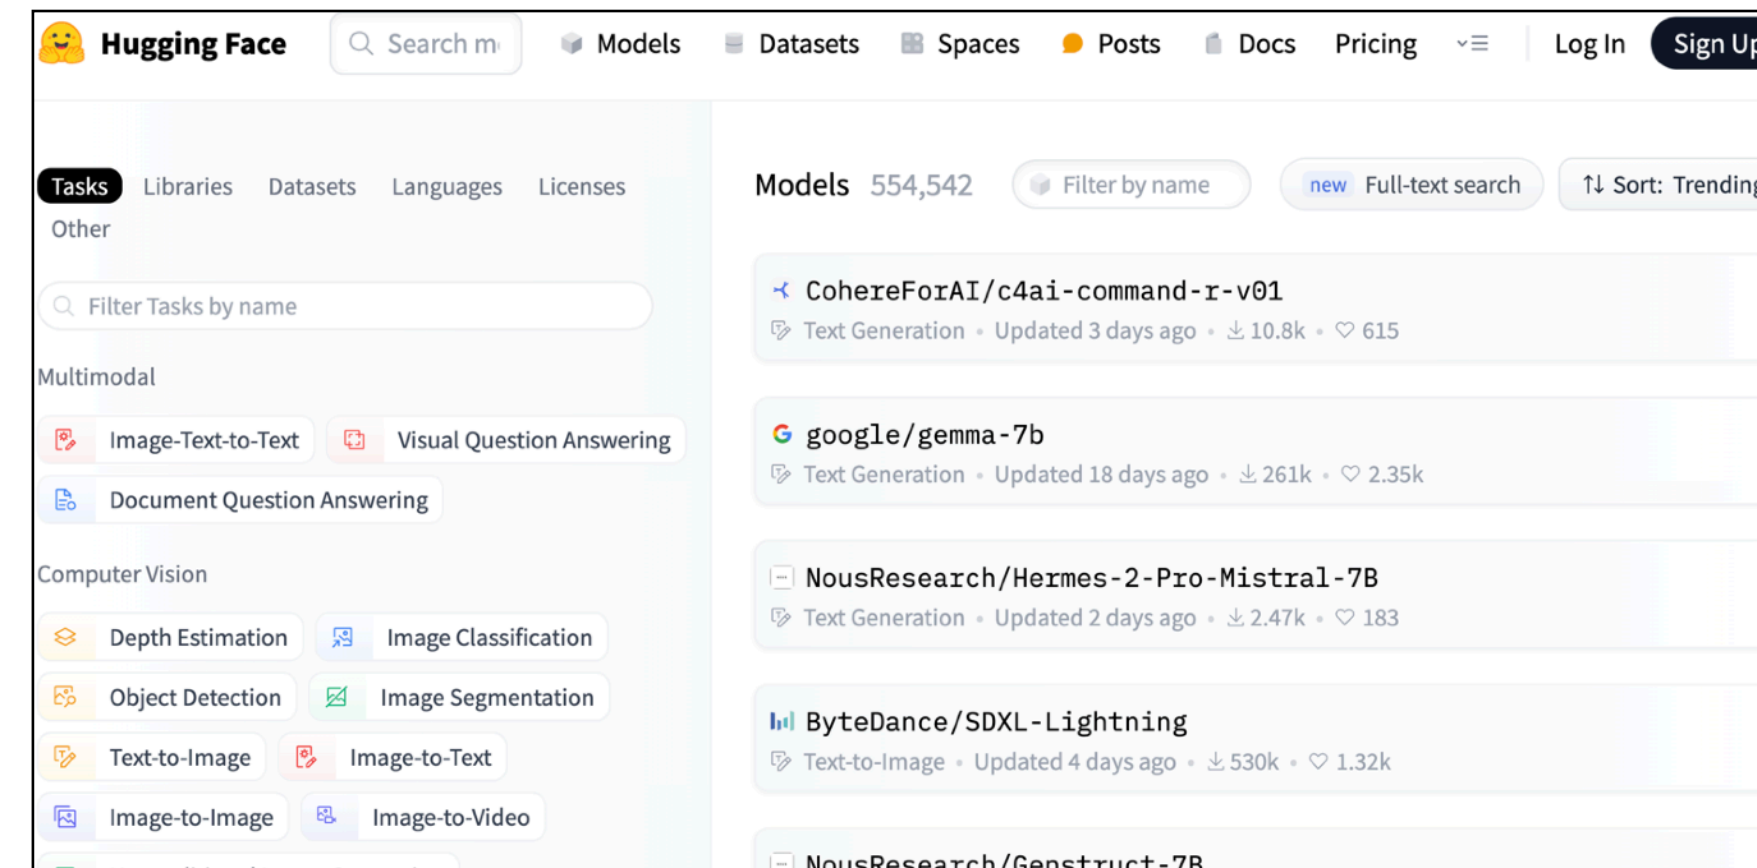 Hugging Face Search m Models Datasets Spaces Posts Docs Pricing Log In Sign Up
Tasks Libraries Datasets Languages Licenses
Other
Filter Tasks by name
Multimodal
Image-Text-to-Text Visual Question Answering
Document Question Answering
Computer Vision
Depth Estimation Image Classification
Object Detection Image Segmentation
Text-to-Image Image-to-Text
Image-to-Image Image-to-Video
Models 554,542 Filter by name new Full-text search Sort: Trending
CohereForAI/c4ai-command-r-v01
Text Generation • Updated 3 days ago • 10.8k • 615
google/gemma-7b
Text Generation • Updated 18 days ago • 261k • 2.35k
NousResearch/Hermes-2-Pro-Mistral-7B
Text Generation • Updated 2 days ago • 2.47k • 183
ByteDance/SDXL-Lightning
Text-to-Image • Updated 4 days ago • 530k • 1.32k
NousResearch/Genstruct-7B